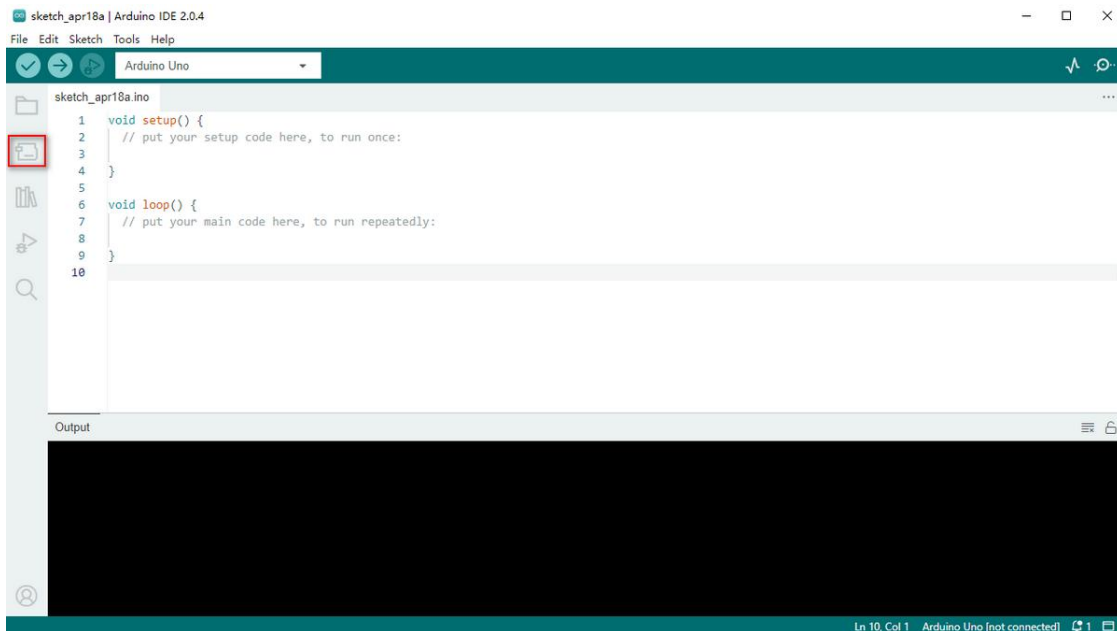 sketch_apr18a | Arduino IDE 2.0.4
File Edit Sketch Tools Help
Arduino Uno
sketch_apr18a.ino
1 void setup() {
2 // put your setup code here, to run once:
3
4 }
5
6 void loop() {
7 // put your main code here, to run repeatedly:
8
9 }
10
Output
Ln 10, Col 1 Arduino Uno [not connected] 1